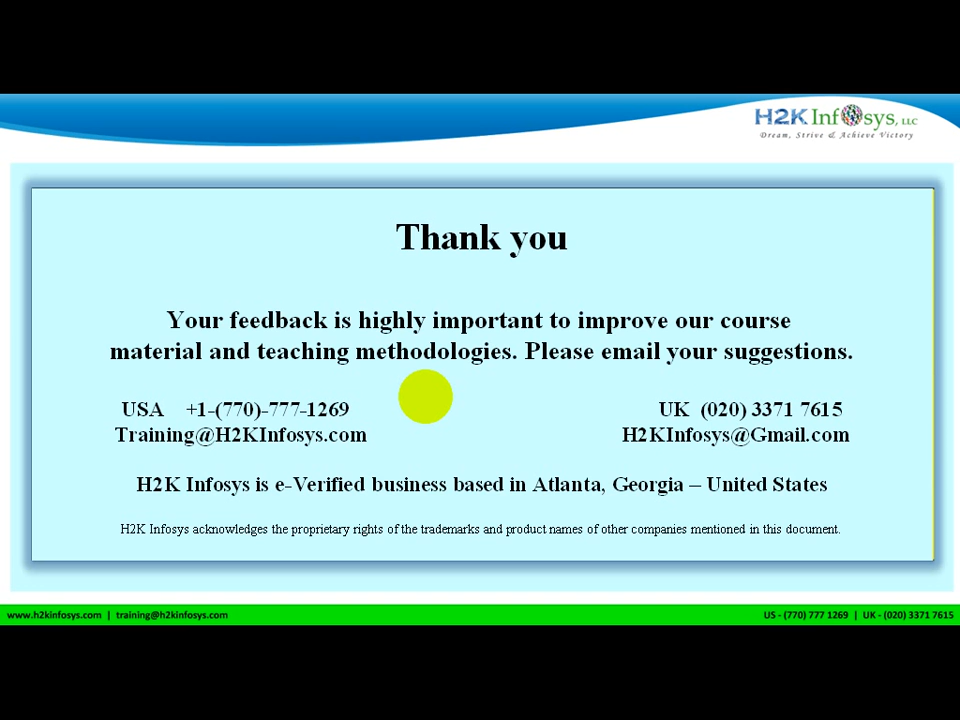 H2K Infosys, LLC
Dream, Strive & Achieve Victory
Thank you
Your feedback is highly important to improve our course
material and teaching methodologies. Please email your suggestions.
USA +1-(770)-777-1269
UK (020) 3371 7615
Training@H2KInfosys.com
H2KInfosys@Gmail.com
H2K Infosys is e-Verified business based in Atlanta, Georgia – United States
H2K Infosys acknowledges the proprietary rights of the trademarks and product names of other companies mentioned in this document.
www.h2kinfosys.com | training@h2kinfosys.com
US - (770) 777 1269 | UK - (020) 3371 7615